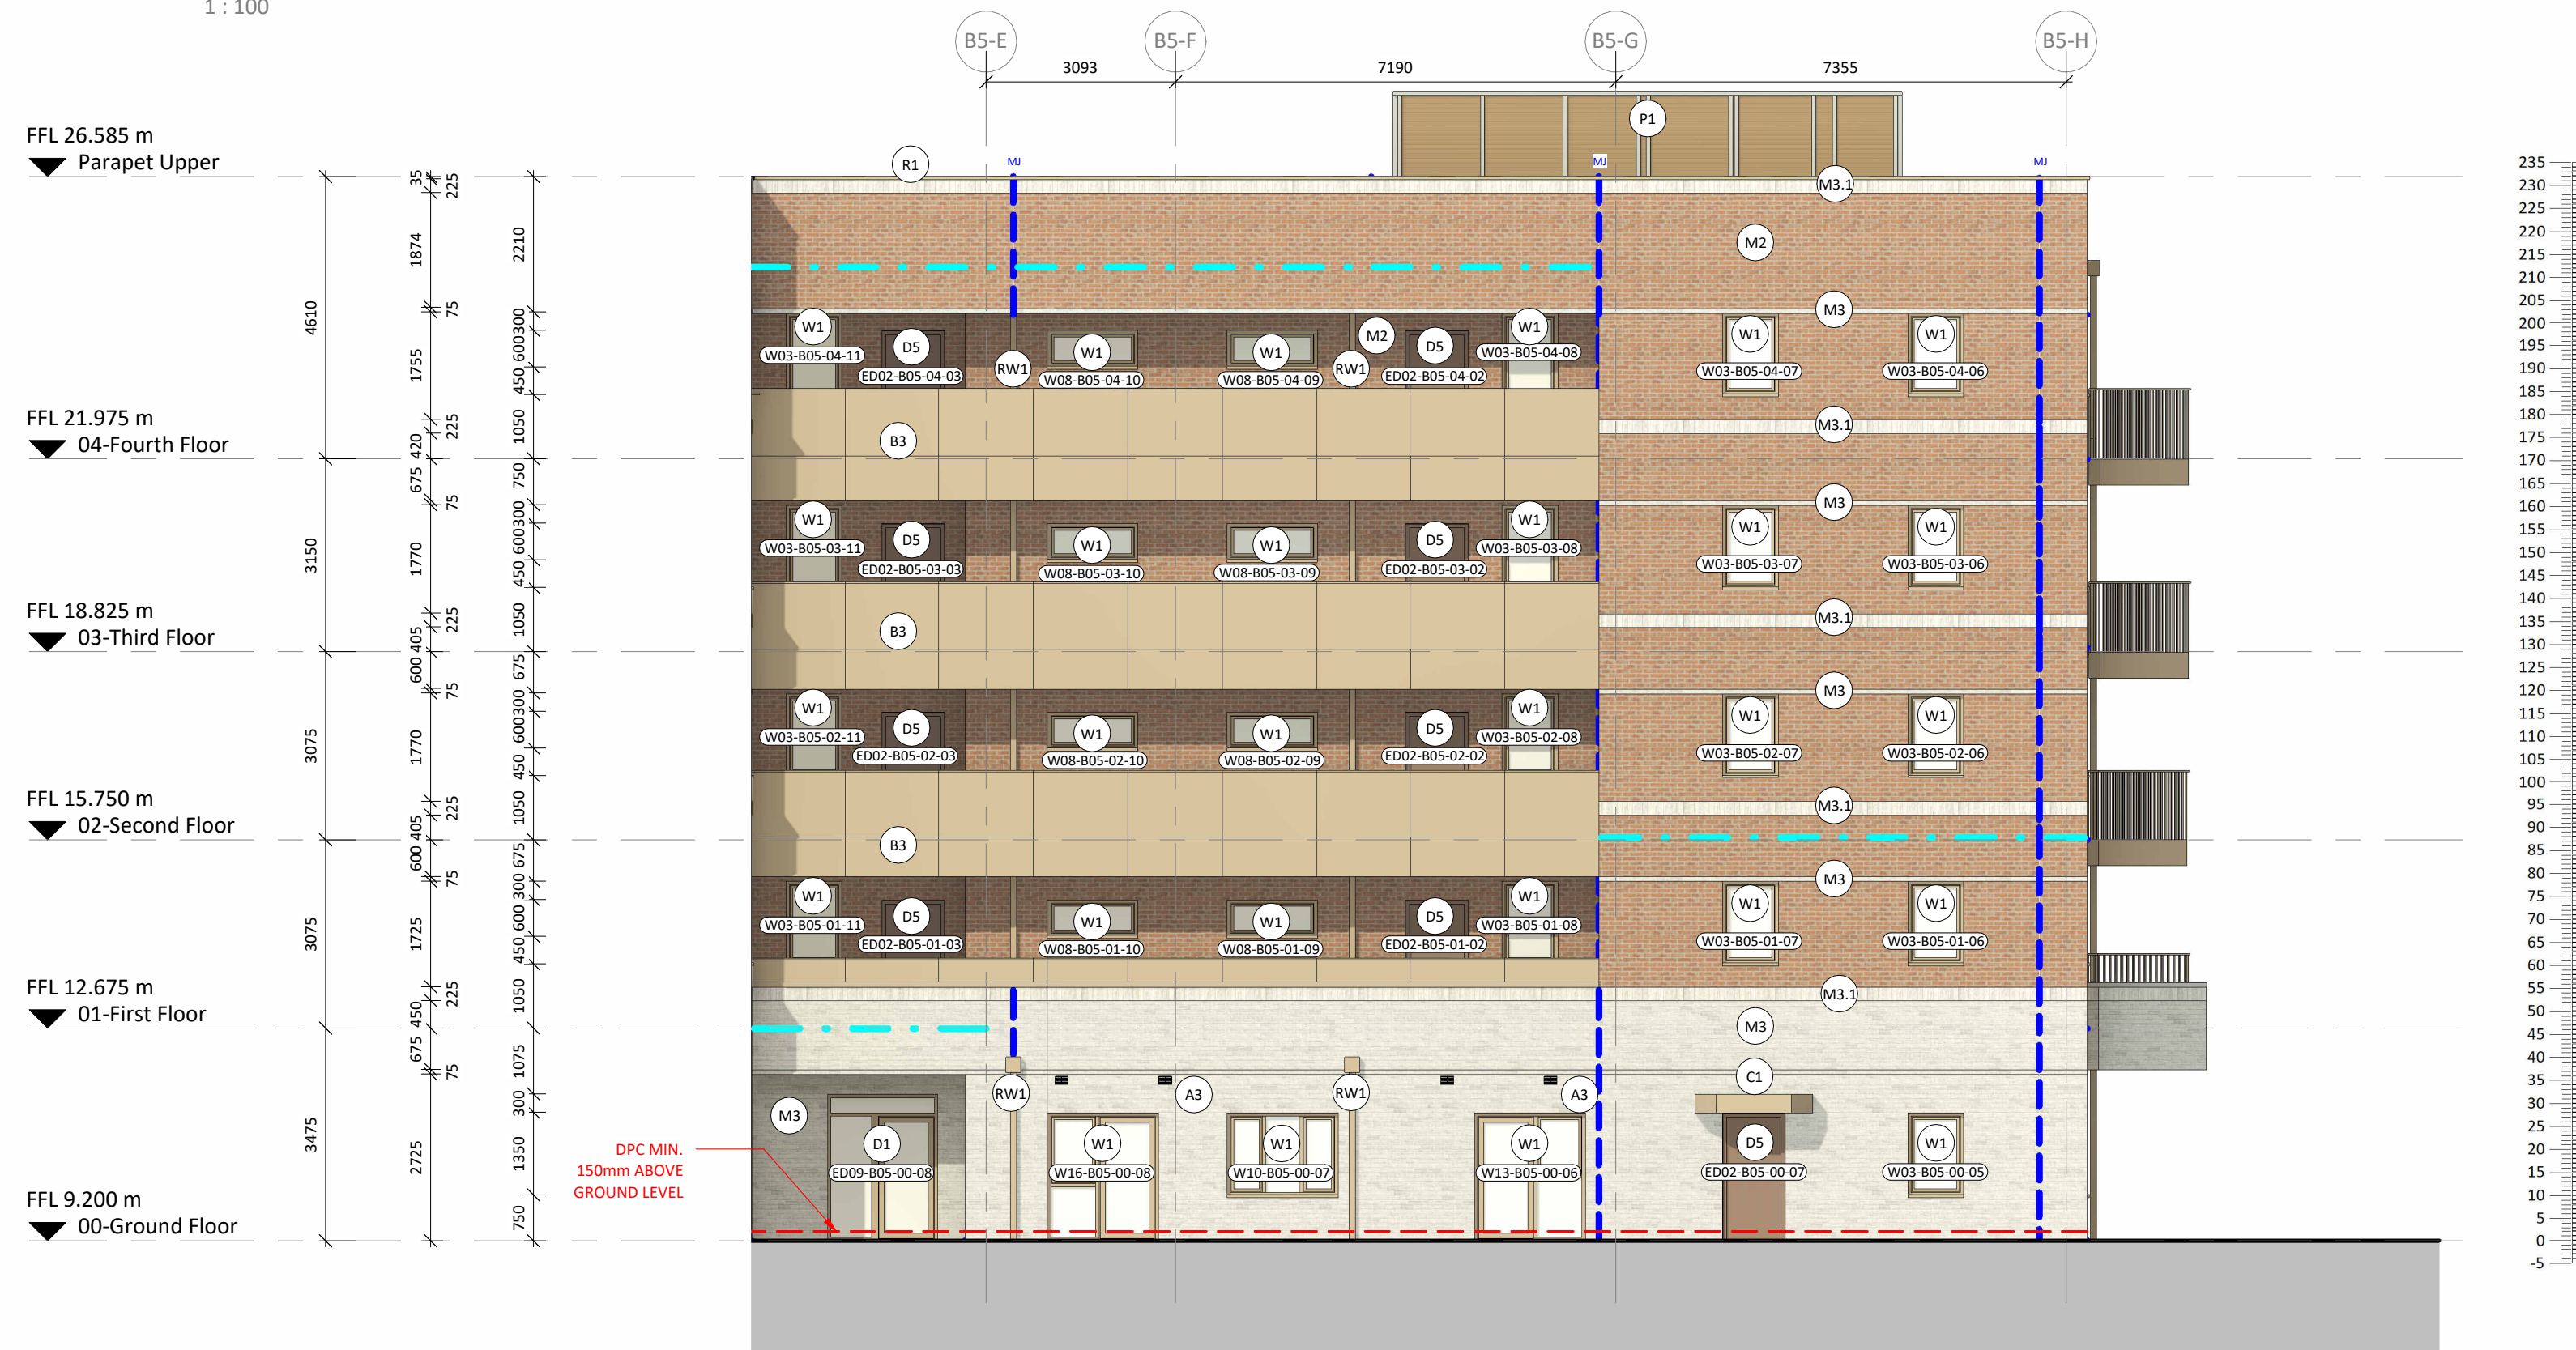 1 : 100
B5-E
B5-F
B5-G
B5-H
3093
7190
7355
P1
FFL 26.585 m
Parapet Upper
R1
MJ
MJ
MJ
M3.1
M2
M3
W1
W03-B05-04-11
D5
ED02-B05-04-03
RW1
W1
W08-B05-04-10
W1
W08-B05-04-09
RW1
M2
D5
ED02-B05-04-02
W1
W03-B05-04-08
W1
W03-B05-04-07
W1
W03-B05-04-06
FFL 21.975 m
04-Fourth Floor
B3
M3.1
M3
W1
W03-B05-03-11
D5
ED02-B05-03-03
W1
W08-B05-03-10
W1
W08-B05-03-09
D5
ED02-B05-03-02
W1
W03-B05-03-08
W1
W03-B05-03-07
W1
W03-B05-03-06
FFL 18.825 m
03-Third Floor
B3
M3.1
M3
W1
W03-B05-02-11
D5
ED02-B05-02-03
W1
W08-B05-02-10
W1
W08-B05-02-09
D5
ED02-B05-02-02
W1
W03-B05-02-08
W1
W03-B05-02-07
W1
W03-B05-02-06
FFL 15.750 m
02-Second Floor
B3
M3.1
M3
W1
W03-B05-01-11
D5
ED02-B05-01-03
W1
W08-B05-01-10
W1
W08-B05-01-09
D5
ED02-B05-01-02
W1
W03-B05-01-08
W1
W03-B05-01-07
W1
W03-B05-01-06
FFL 12.675 m
01-First Floor
M3.1
M3
C1
RW1
A3
RW1
A3
M3
D1
ED09-B05-00-08
W1
W16-B05-00-08
W1
W10-B05-00-07
W1
W13-B05-00-06
D5
ED02-B05-00-07
W1
W03-B05-00-05
DPC MIN.
150mm ABOVE
GROUND LEVEL
FFL 9.200 m
00-Ground Floor
4610
3150
3075
3075
3475
35
225
1874
75
1755
225
420
675
75
1770
225
405
600
75
1770
225
405
600
75
1725
225
450
675
75
2725
2210
300
600
450
1050
750
300
600
450
1050
675
300
600
450
1050
675
300
600
450
1050
1075
300
1350
750
235
230
225
220
215
210
205
200
195
190
185
180
175
170
165
160
155
150
145
140
135
130
125
120
115
110
105
100
95
90
85
80
75
70
65
60
55
50
45
40
35
30
25
20
15
10
5
0
-5